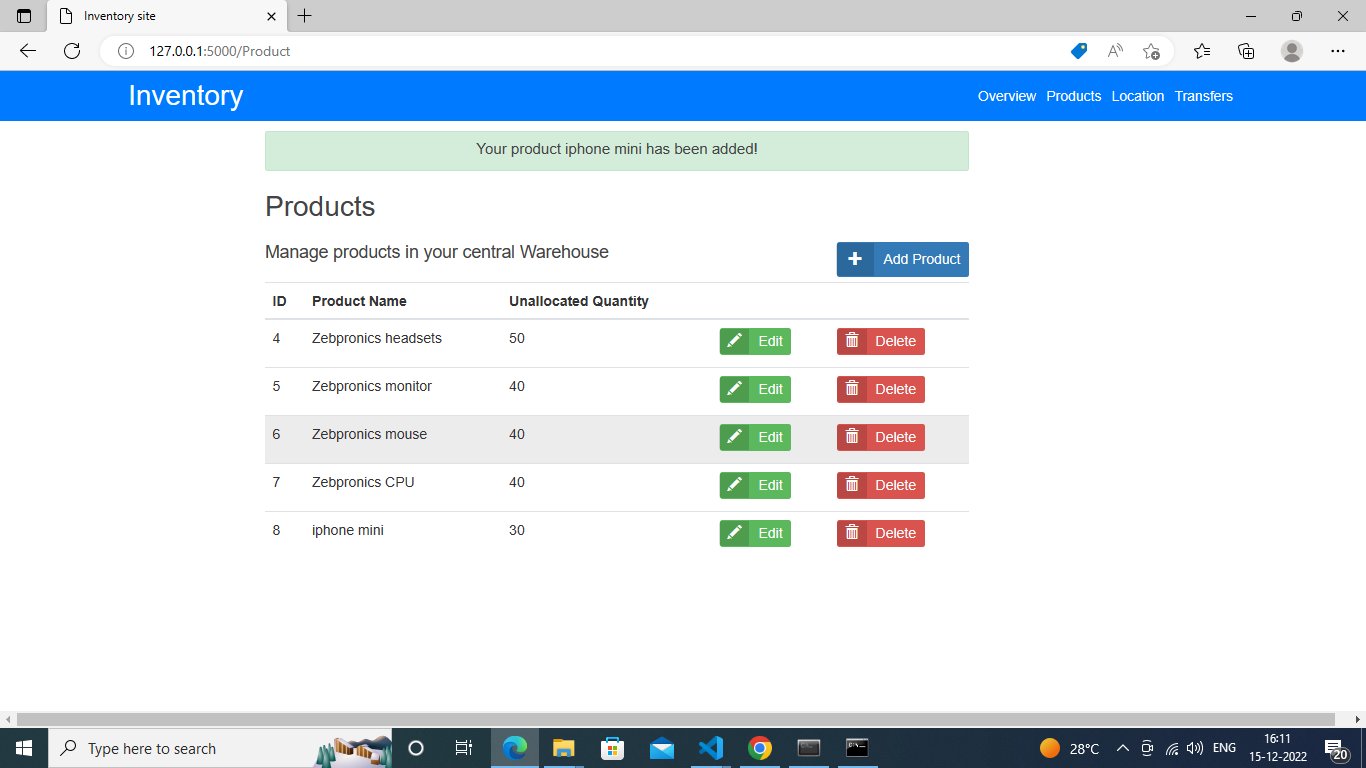 Inventory site
127.0.0.1:5000/Product
Inventory
Overview Products Location Transfers
Your product iphone mini has been added!
Products
Manage products in your central Warehouse
Add Product
ID Product Name Unallocated Quantity
4 Zebpronics headsets 50 Edit Delete
5 Zebpronics monitor 40 Edit Delete
6 Zebpronics mouse 40 Edit Delete
7 Zebpronics CPU 40 Edit Delete
8 iphone mini 30 Edit Delete
Type here to search
28°C
ENG
16:11
15-12-2022
20